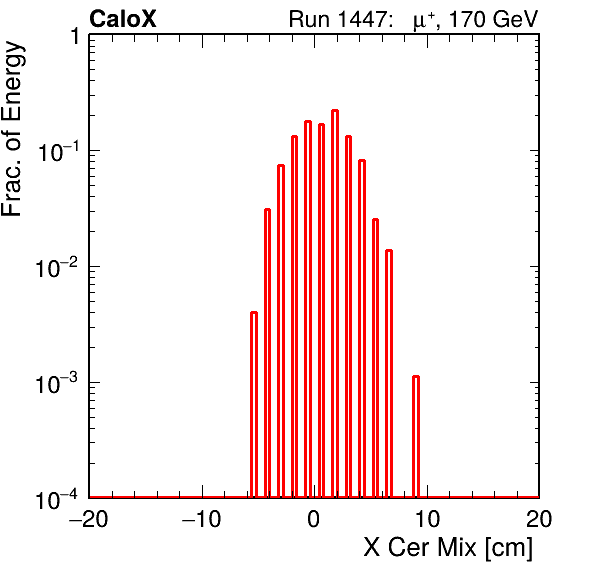 CaloX Run 1447: μ⁺, 170 GeV
Frac. of Energy
1
10⁻¹
10⁻²
10⁻³
10⁻⁴
−20 −10 0 10 20
X Cer Mix [cm]